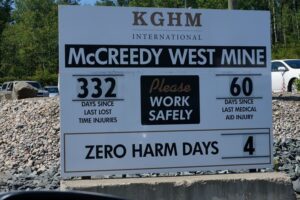 KGHM
INTERNATIONAL
McCREEDY WEST MINE
332
DAYS SINCE
LAST LOST
TIME INJURIES
Please
WORK
SAFELY
60
DAYS SINCE
LAST MEDICAL
AID INJURY
ZERO HARM DAYS 4